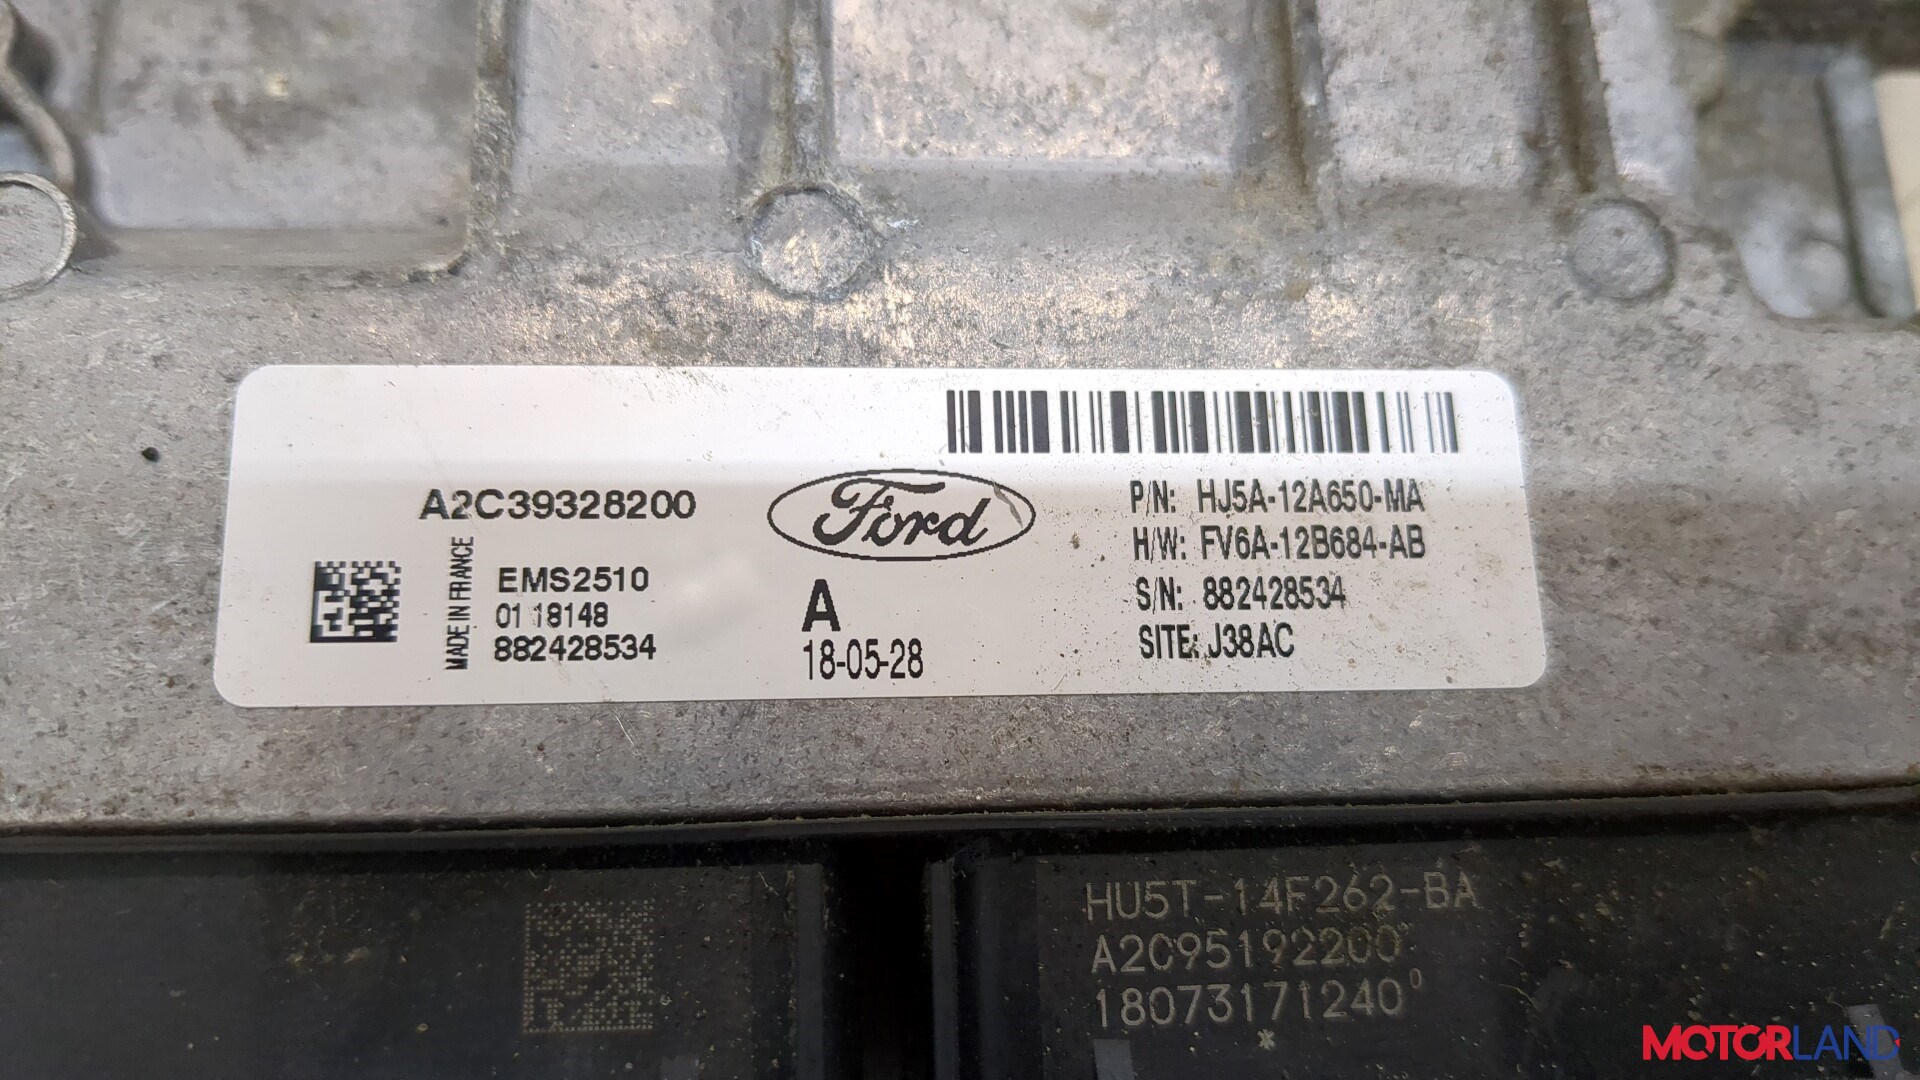 A2C39328200
MADE IN FRANCE
EMS2510
01 18148
882428534
Ford
A
18-05-28
P/N: HJ5A-12A650-MA
H/W: FV6A-12B684-AB
S/N: 882428534
SITE: J38AC
HU5T-14F262-BA
A2C95192200
18073171240
*
MOTORLAND